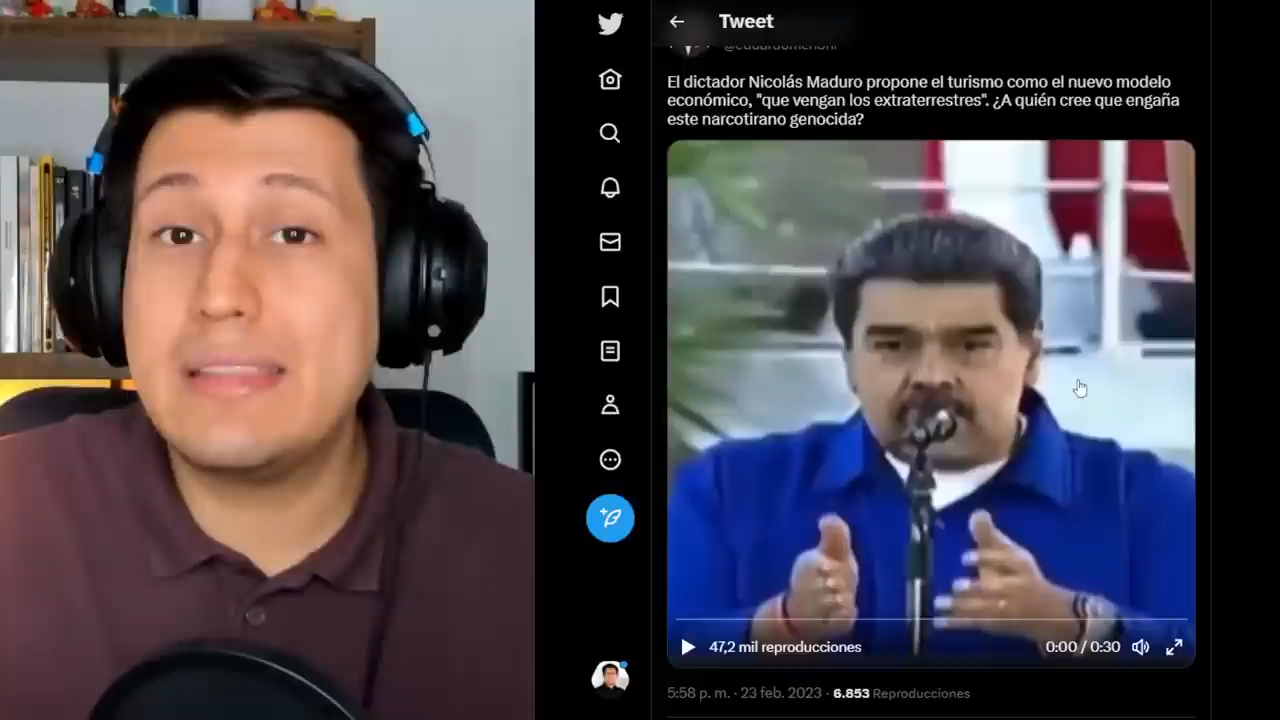 Tweet
El dictador Nicolás Maduro propone el turismo como el nuevo modelo
económico, "que vengan los extraterrestres". ¿A quién cree que engaña
este narcotirano genocida?
47,2 mil reproducciones
0:00 / 0:30
5:58 p. m. · 23 feb. 2023 · 6.853 Reproducciones